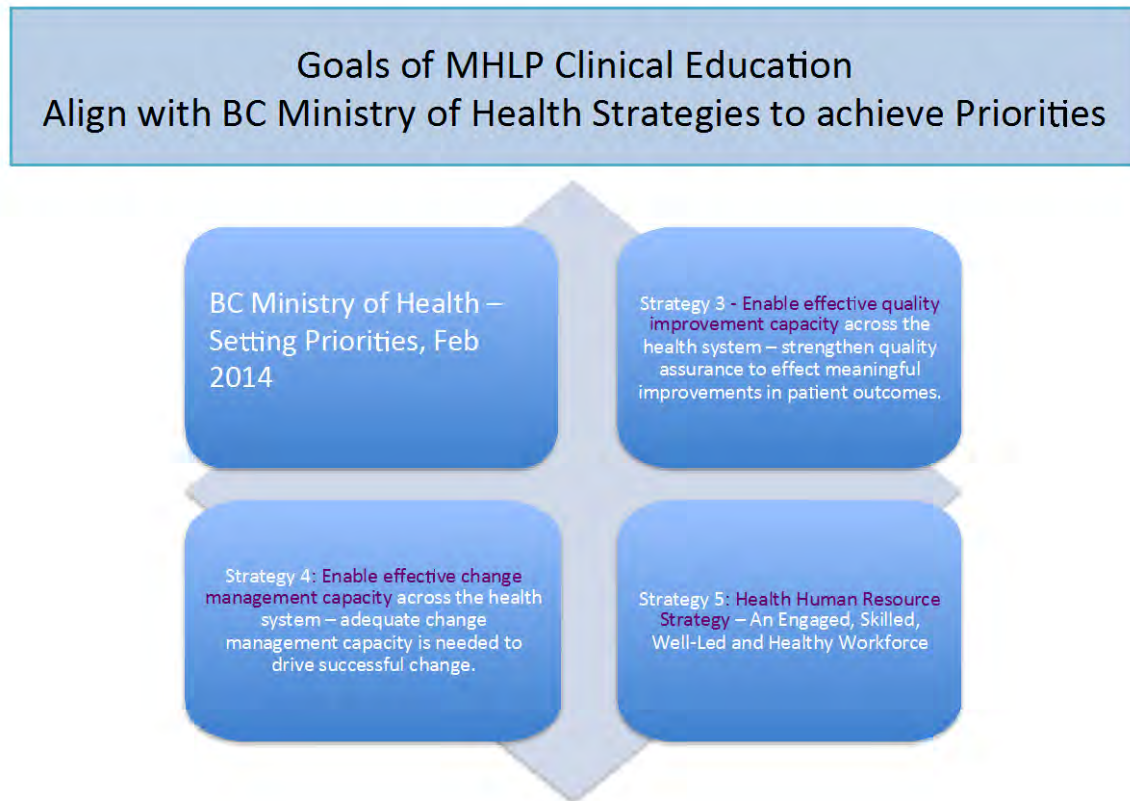 Goals of MHLP Clinical Education
Align with BC Ministry of Health Strategies to achieve Priorities
BC Ministry of Health –
Setting Priorities, Feb
2014
Strategy 3 - Enable effective quality
improvement capacity across the
health system – strengthen quality
assurance to effect meaningful
improvements in patient outcomes.
Strategy 4: Enable effective change
management capacity across the health
system – adequate change
management capacity is needed to
drive successful change.
Strategy 5: Health Human Resource
Strategy – An Engaged, Skilled,
Well-Led and Healthy Workforce